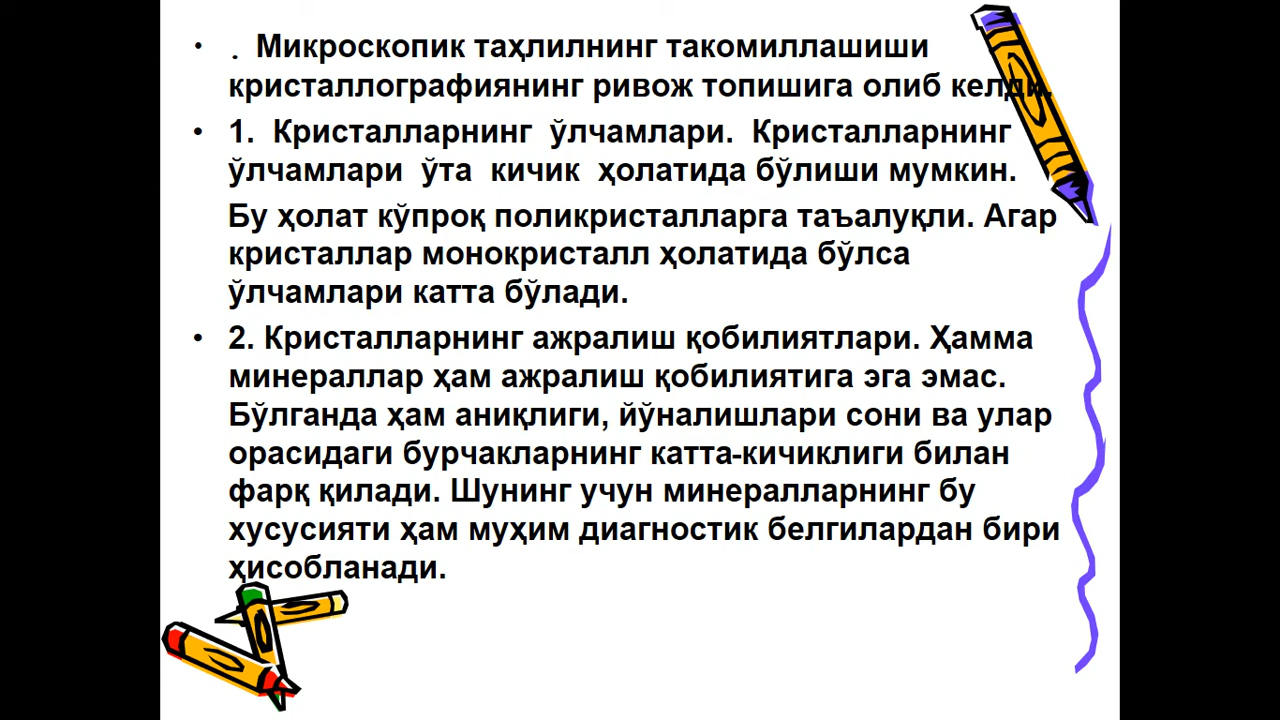 • . Микроскопик таҳлилнинг такомиллашиши
кристаллографиянинг ривож топишига олиб келди.
• 1. Кристалларнинг ўлчамлари. Кристалларнинг
ўлчамлари ўта кичик ҳолатида бўлиши мумкин.
Бу ҳолат кўпроқ поликристалларга таъалуқли. Агар
кристаллар монокристалл ҳолатида бўлса
ўлчамлари катта бўлади.
• 2. Кристалларнинг ажралиш қобилиятлари. Ҳамма
минераллар ҳам ажралиш қобилиятига эга эмас.
Бўлганда ҳам аниқлиги, йўналишлари сони ва улар
орасидаги бурчакларнинг катта-кичиклиги билан
фарқ қилади. Шунинг учун минералларнинг бу
хусусияти ҳам муҳим диагностик белгилардан бири
ҳисобланади.